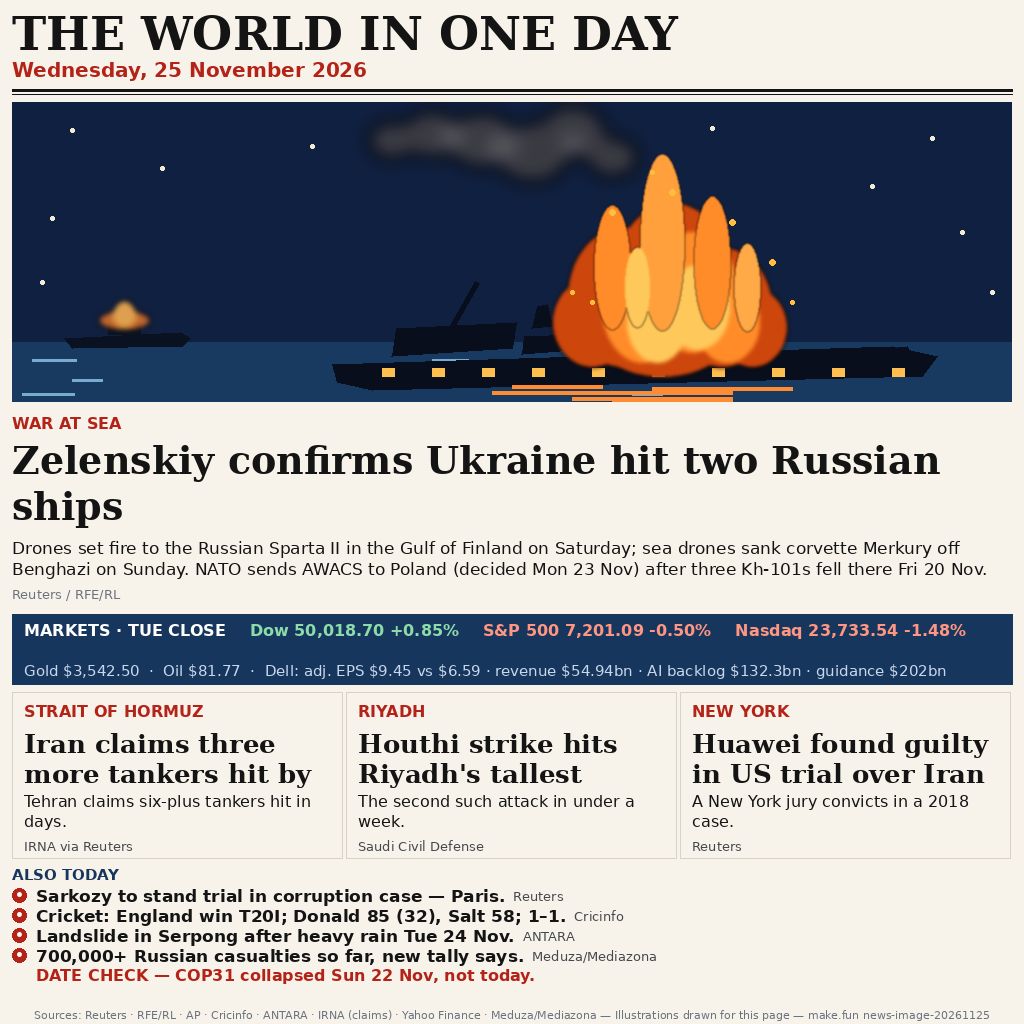 THE WORLD IN ONE DAY
Wednesday, 25 November 2026
WAR AT SEA
Zelenskiy confirms Ukraine hit two Russian
ships
Drones set fire to the Russian Sparta II in the Gulf of Finland on Saturday; sea drones sank corvette Merkury off
Benghazi on Sunday. NATO sends AWACS to Poland (decided Mon 23 Nov) after three Kh-101s fell there Fri 20 Nov.
Reuters / RFE/RL
MARKETS · TUE CLOSE Dow 50,018.70 +0.85% S&P 500 7,201.09 -0.50% Nasdaq 23,733.54 -1.48%
Gold $3,542.50 · Oil $81.77 · Dell: adj. EPS $9.45 vs $6.59 · revenue $54.94bn · AI backlog $132.3bn · guidance $202bn
STRAIT OF HORMUZ
Iran claims three
more tankers hit by
Tehran claims six-plus tankers hit in
days.
IRNA via Reuters
RIYADH
Houthi strike hits
Riyadh's tallest
The second such attack in under a
week.
Saudi Civil Defense
NEW YORK
Huawei found guilty
in US trial over Iran
A New York jury convicts in a 2018
case.
Reuters
ALSO TODAY
Sarkozy to stand trial in corruption case — Paris. Reuters
Cricket: England win T20I; Donald 85 (32), Salt 58; 1–1. Cricinfo
Landslide in Serpong after heavy rain Tue 24 Nov. ANTARA
700,000+ Russian casualties so far, new tally says. Meduza/Mediazona
DATE CHECK — COP31 collapsed Sun 22 Nov, not today.
Sources: Reuters · RFE/RL · AP · Cricinfo · ANTARA · IRNA (claims) · Yahoo Finance · Meduza/Mediazona — Illustrations drawn for this page — make.fun news-image-20261125